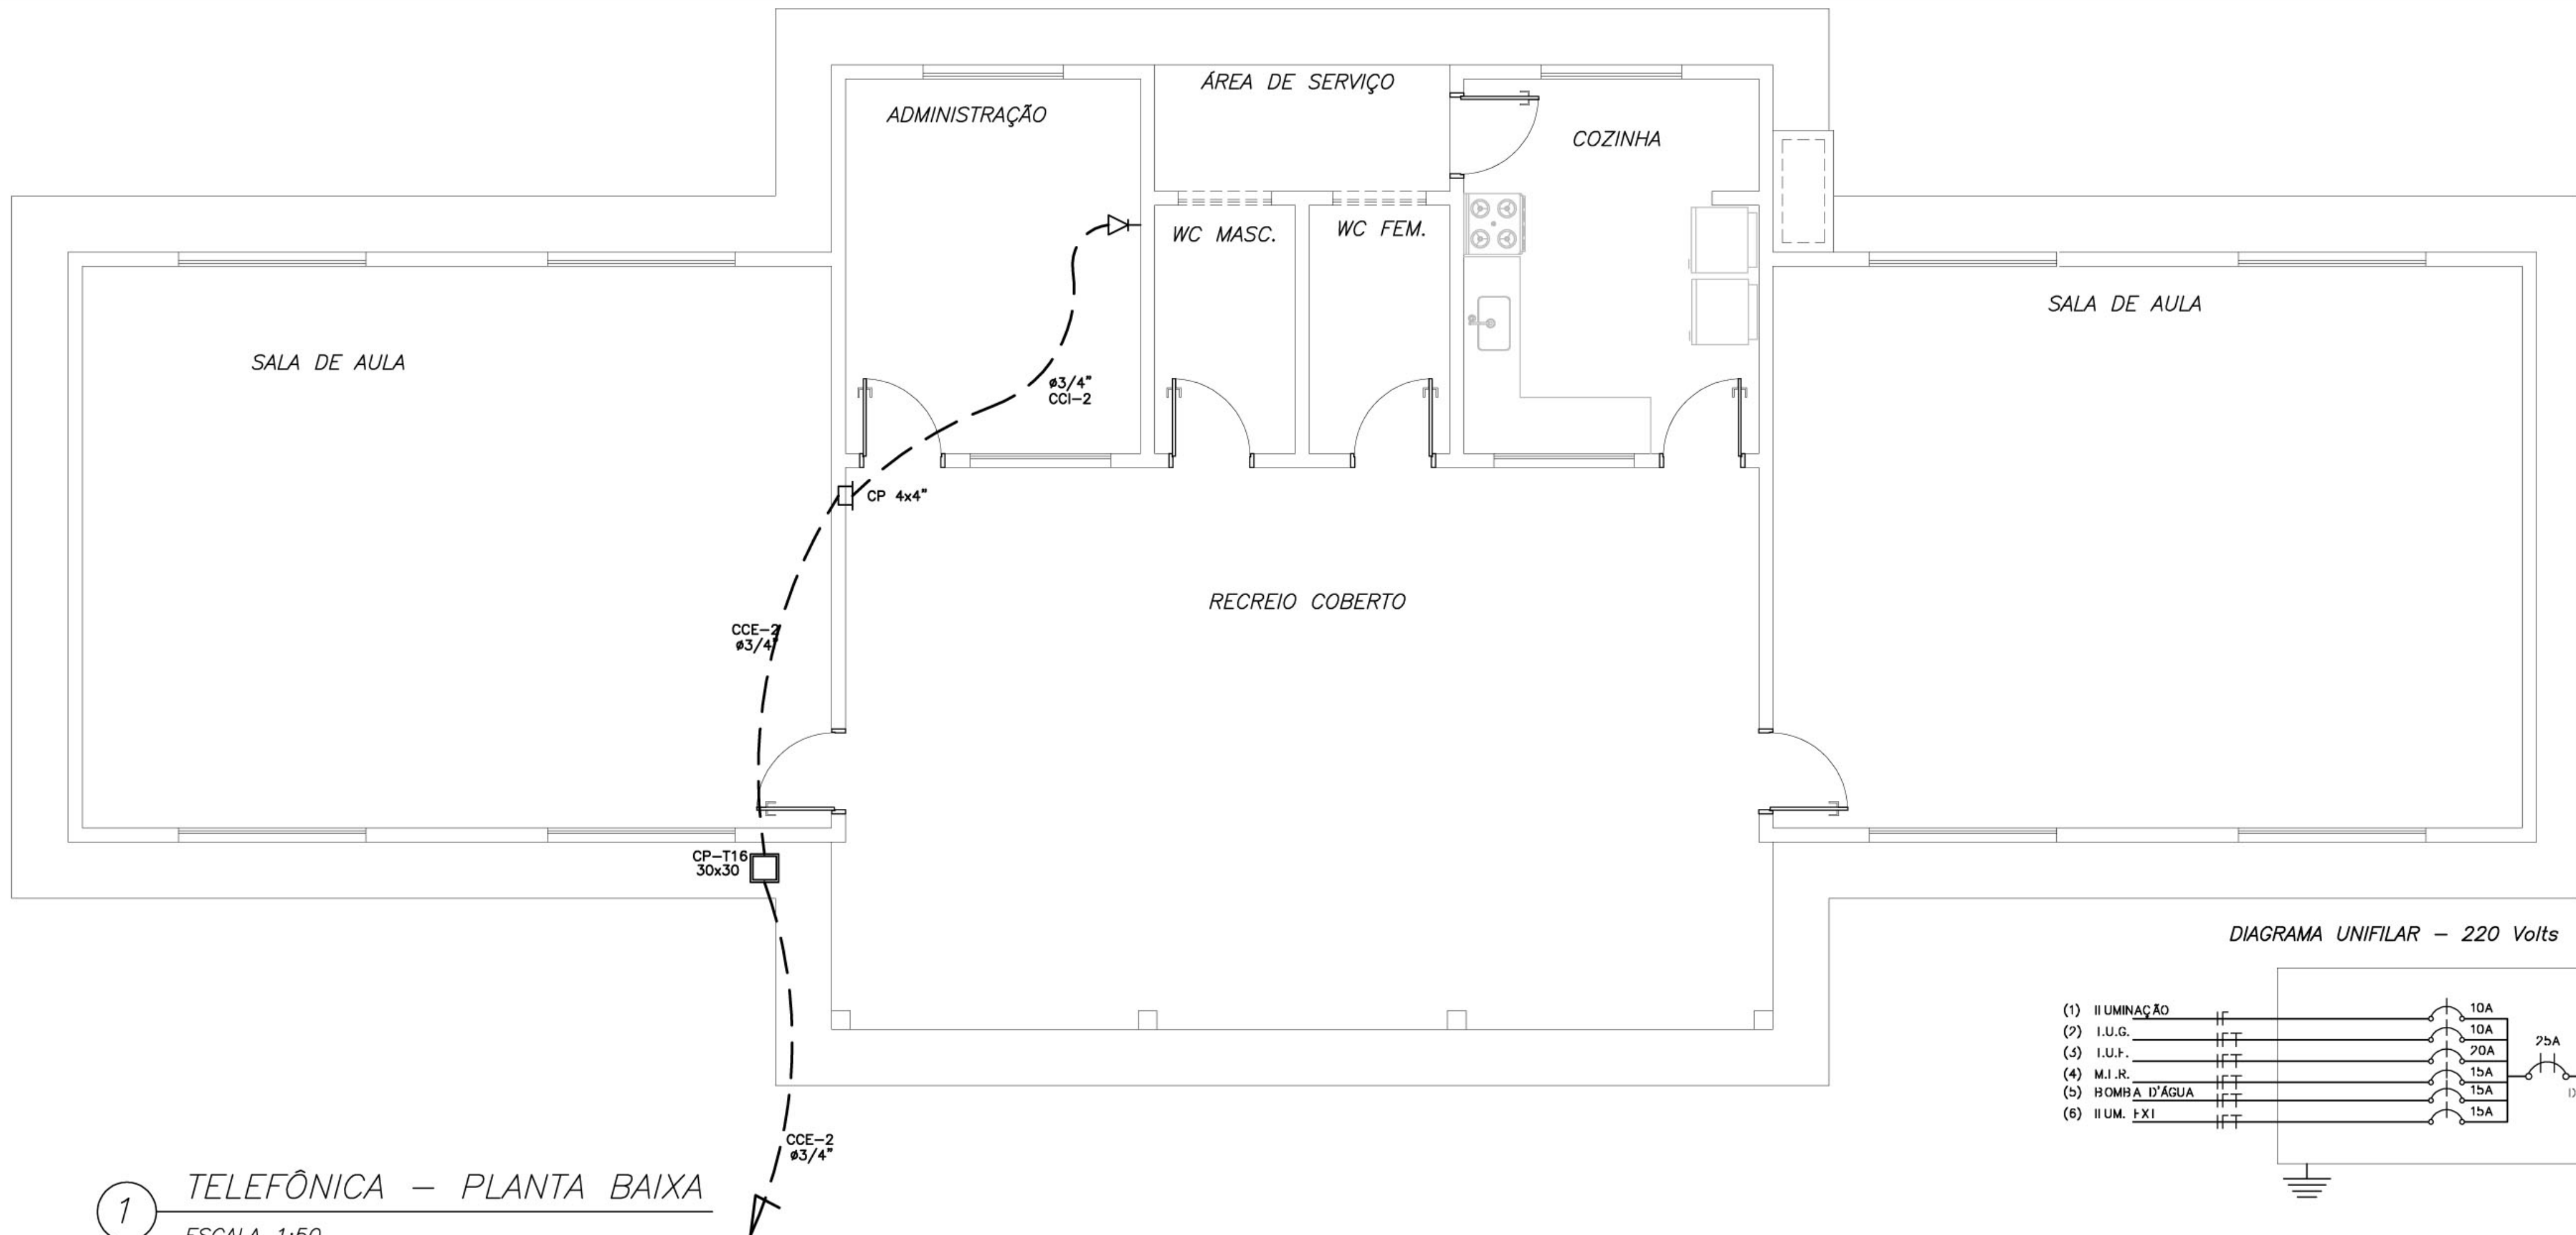 ÁREA DE SERVIÇO
ADMINISTRAÇÃO
COZINHA
WC MASC.
WC FEM.
SALA DE AULA
SALA DE AULA
ø3/4"
CCI-2
CP 4x4"
RECREIO COBERTO
CCE-2
ø3/4"
CP-T16
30x30
DIAGRAMA UNIFILAR - 220 Volts
(1) ILUMINAÇÃO 10A
(2) T.U.G. 10A
(3) T.U.E. 20A
(4) M.T.R. 15A
(5) BOMBA D'ÁGUA 15A
(6) ILUM. EXT 15A
25A
CCE-2
ø3/4"
1 TELEFÔNICA - PLANTA BAIXA
ESCALA 1:50